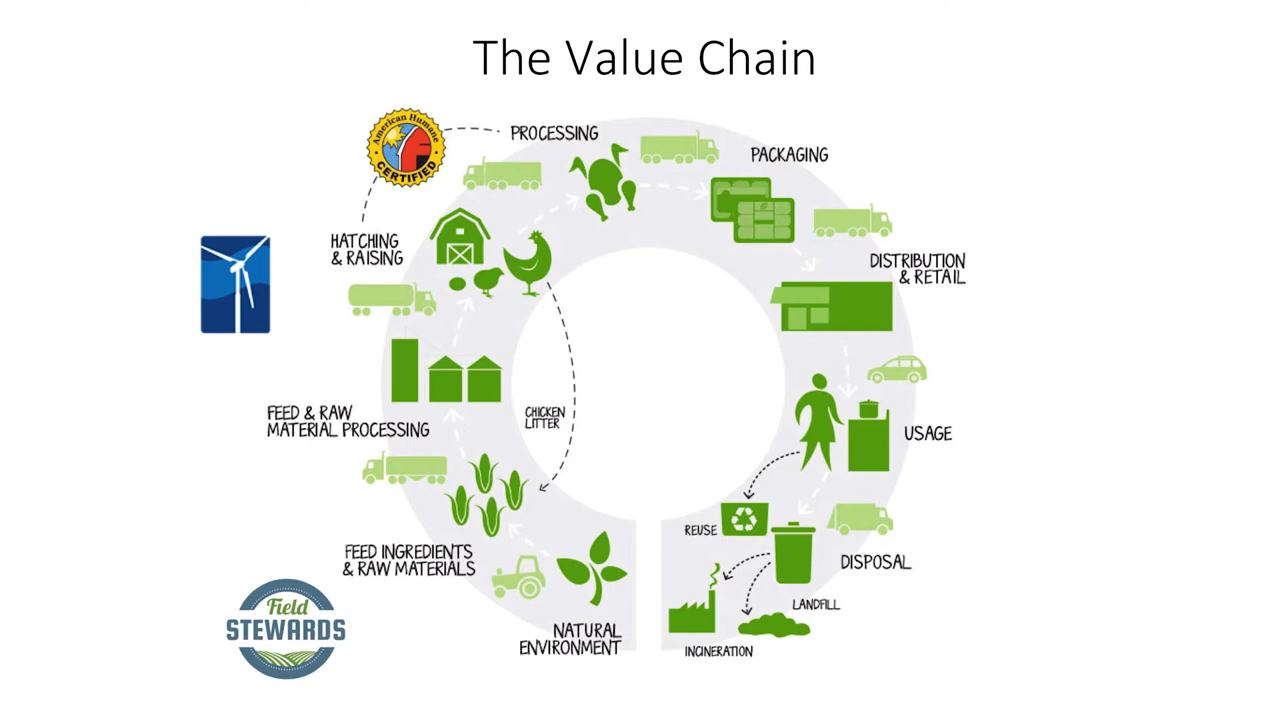 The Value Chain
American Humane
CERTIFIED
PROCESSING
PACKAGING
HATCHING
& RAISING
DISTRIBUTION
& RETAIL
FEED & RAW
MATERIAL PROCESSING
CHICKEN
LITTER
USAGE
REUSE
DISPOSAL
FEED INGREDIENTS
& RAW MATERIALS
LANDFILL
Field
STEWARDS
NATURAL
ENVIRONMENT
INCINERATION